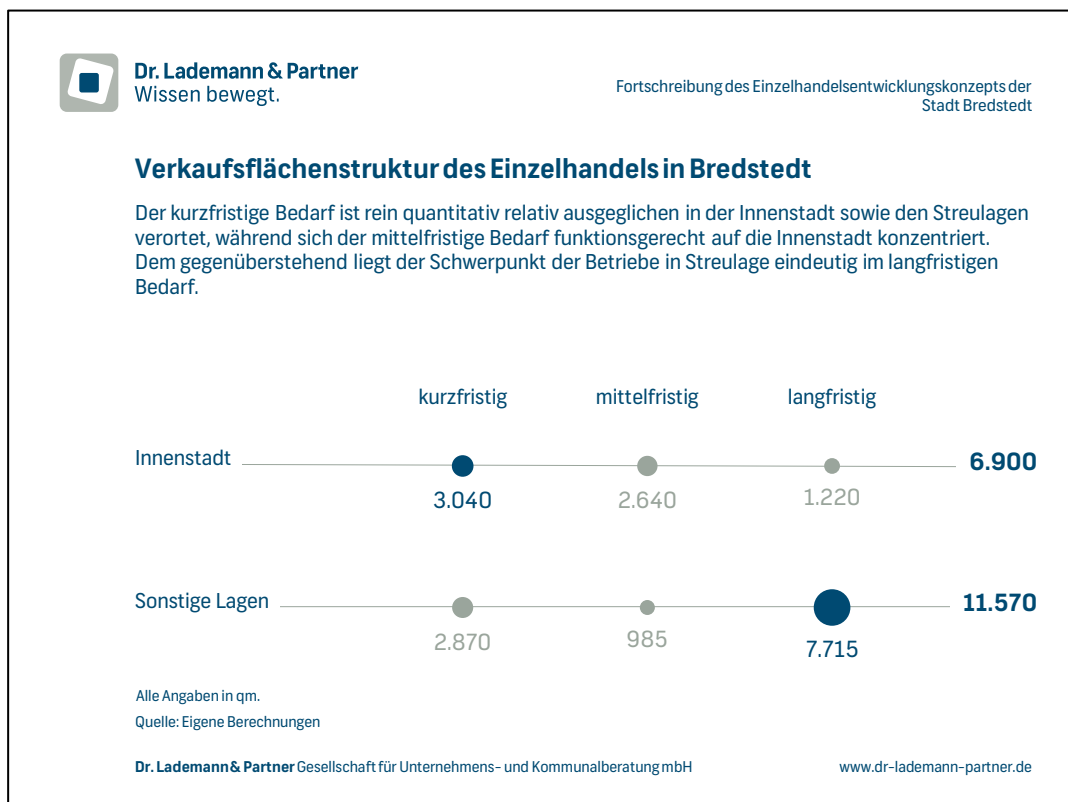 Dr. Lademann & Partner
Wissen bewegt.
Fortschreibung des Einzelhandelsentwicklungskonzepts der
Stadt Bredstedt
Verkaufsflächenstruktur des Einzelhandels in Bredstedt
Der kurzfristige Bedarf ist rein quantitativ relativ ausgeglichen in der Innenstadt sowie den Streulagen
verortet, während sich der mittelfristige Bedarf funktionsgerecht auf die Innenstadt konzentriert.
Dem gegenüberstehend liegt der Schwerpunkt der Betriebe in Streulage eindeutig im langfristigen
Bedarf.
kurzfristig mittelfristig langfristig
Innenstadt 6.900
3.040 2.640 1.220
Sonstige Lagen 11.570
2.870 985 7.715
Alle Angaben in qm.
Quelle: Eigene Berechnungen
Dr. Lademann & Partner Gesellschaft für Unternehmens- und Kommunalberatung mbH www.dr-lademann-partner.de